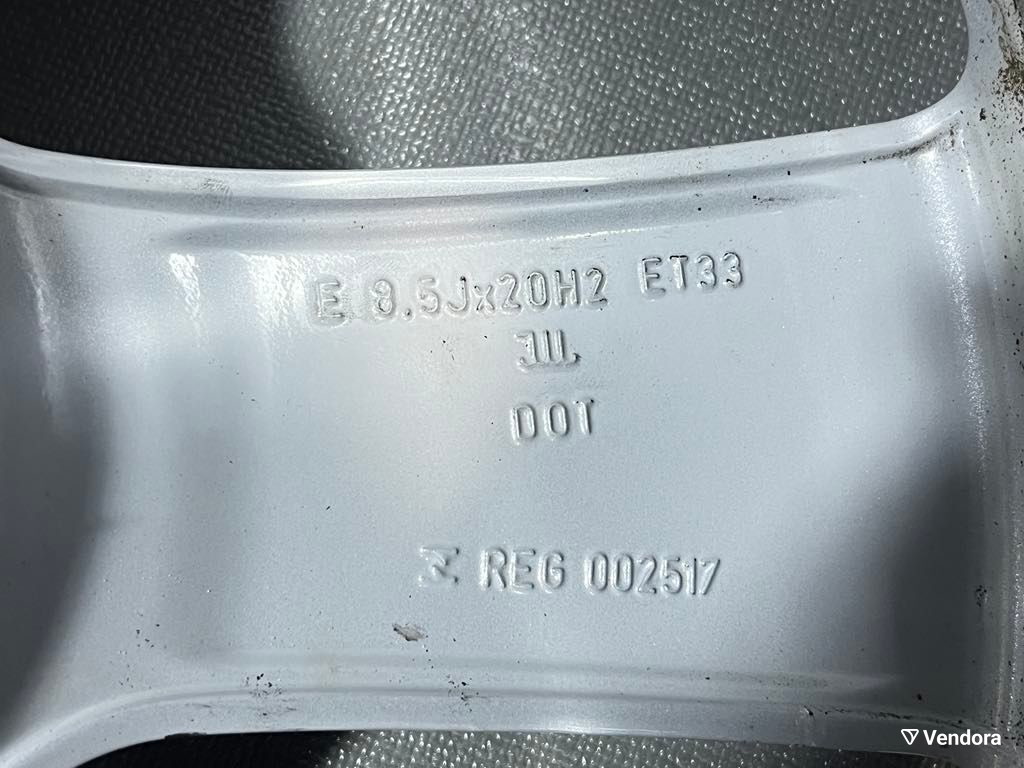 E 8.5Jx20H2 ET33
JWL
DOT
REG 002517
Vendora